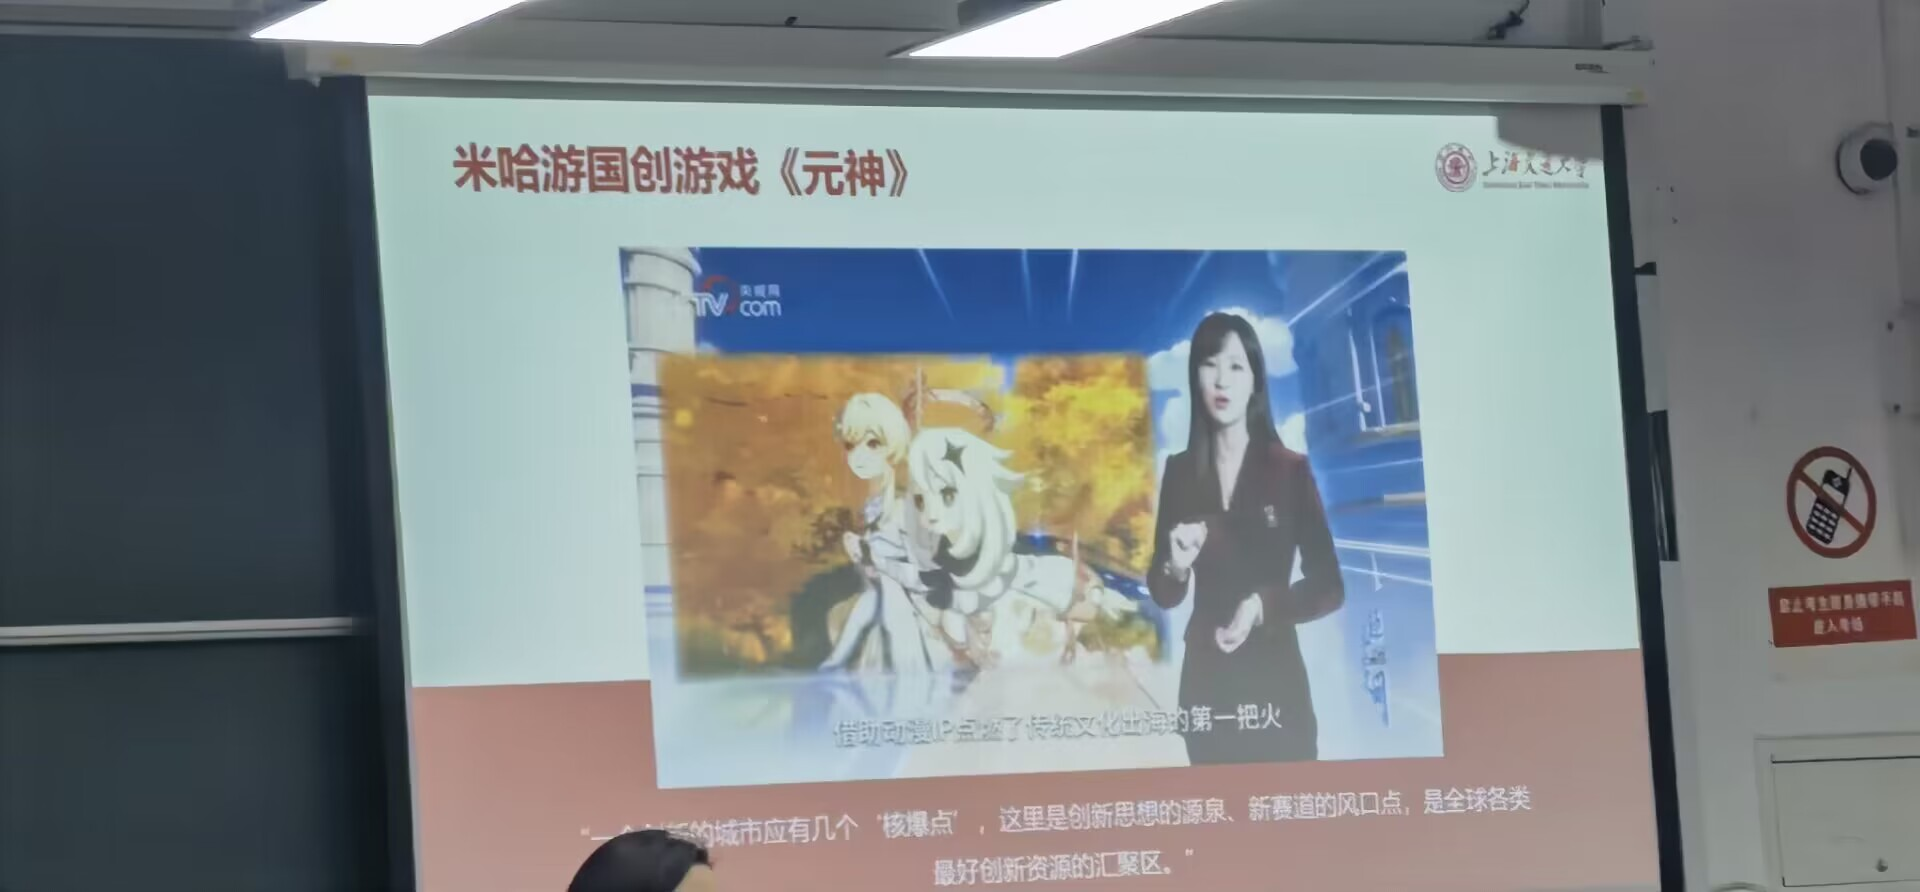 米哈游国创游戏《元神》
上海交通大学
央视网
TV com
借助动漫IP点燃了传统文化出海的第一把火
的城市应有几个“核爆点”，这里是创新思想的源泉、新赛道的风口点，是全球各类
最好创新资源的汇聚区。”
进入考场